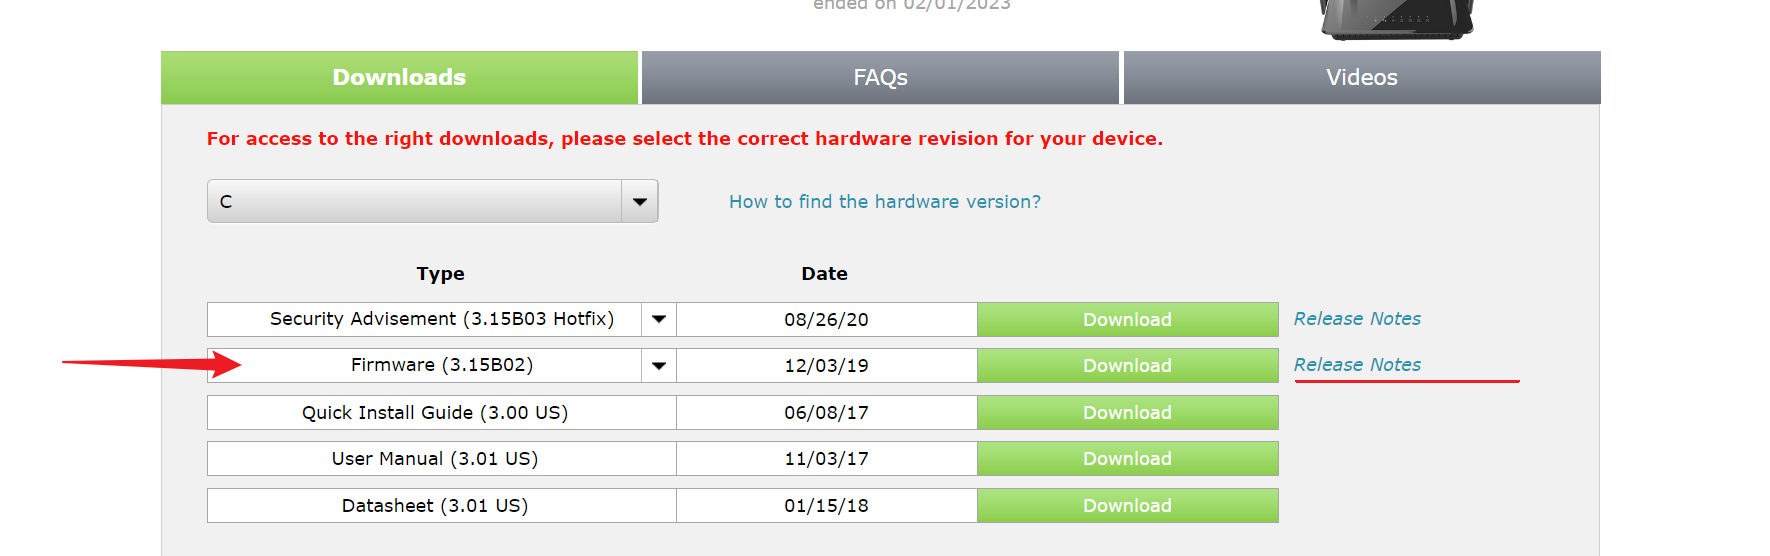 ended on 02/01/2023
Downloads FAQs Videos
For access to the right downloads, please select the correct hardware revision for your device.
C How to find the hardware version?
Type Date
Security Advisement (3.15B03 Hotfix) 08/26/20 Download Release Notes
Firmware (3.15B02) 12/03/19 Download Release Notes
Quick Install Guide (3.00 US) 06/08/17 Download
User Manual (3.01 US) 11/03/17 Download
Datasheet (3.01 US) 01/15/18 Download